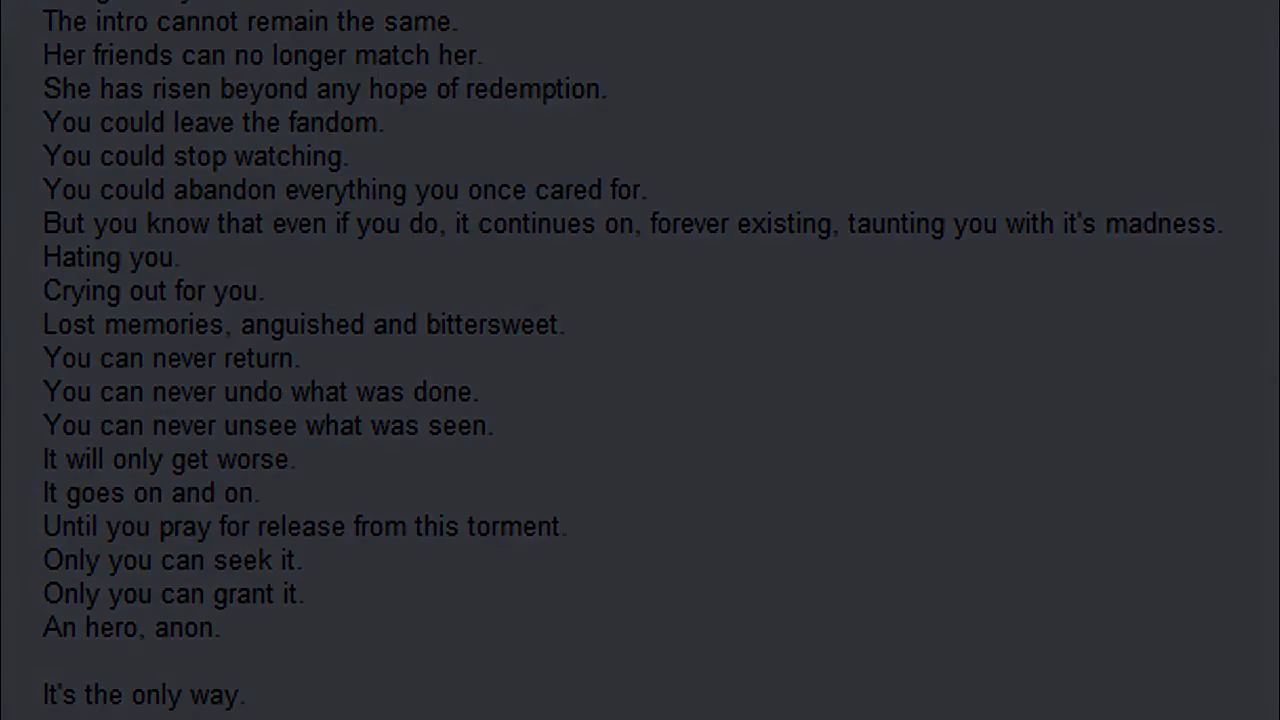 The intro cannot remain the same.
Her friends can no longer match her.
She has risen beyond any hope of redemption.
You could leave the fandom.
You could stop watching.
You could abandon everything you once cared for.
But you know that even if you do, it continues on, forever existing, taunting you with it's madness.
Hating you.
Crying out for you.
Lost memories, anguished and bittersweet.
You can never return.
You can never undo what was done.
You can never unsee what was seen.
It will only get worse.
It goes on and on.
Until you pray for release from this torment.
Only you can seek it.
Only you can grant it.
An hero, anon.
It's the only way.